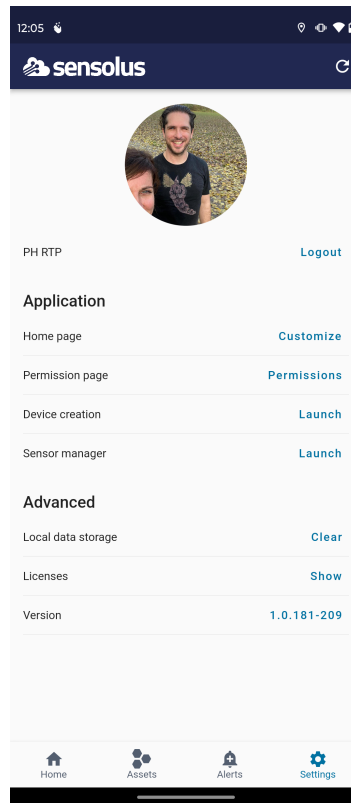 12:05
sensolus
PH RTP Logout
Application
Home page Customize
Permission page Permissions
Device creation Launch
Sensor manager Launch
Advanced
Local data storage Clear
Licenses Show
Version 1.0.181-209
Home Assets Alerts Settings